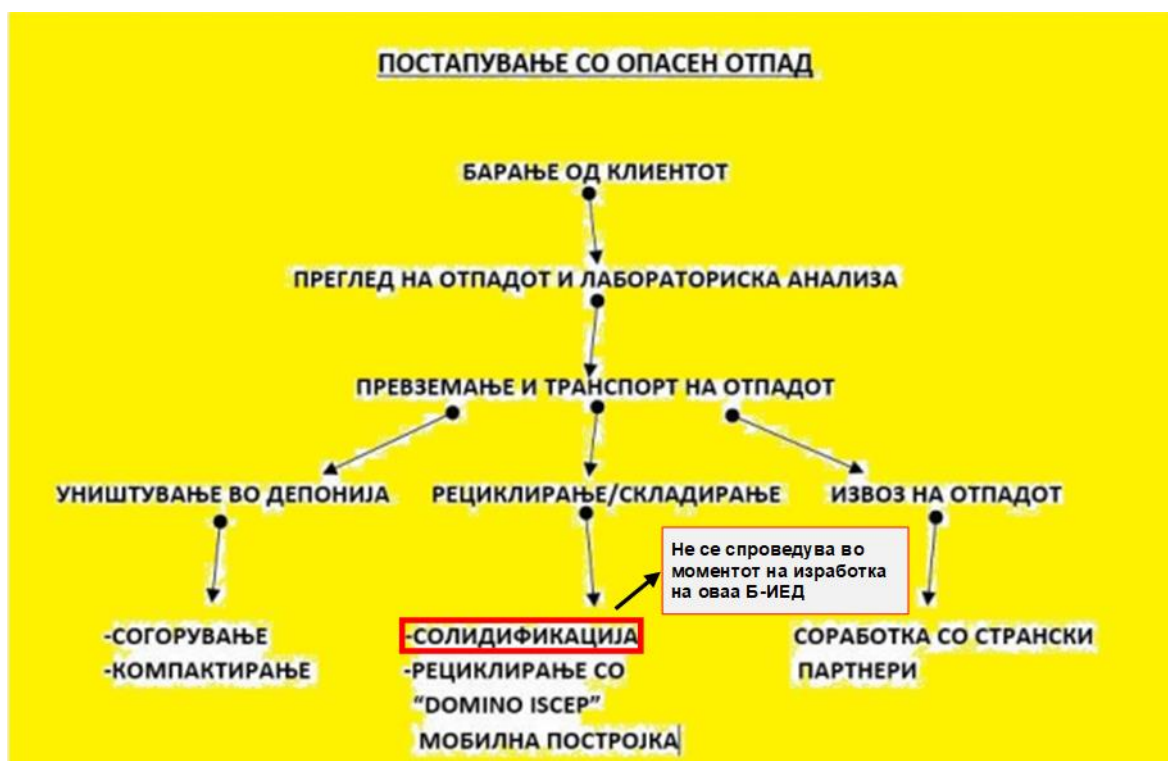 ПОСТАПУВАЊЕ СО ОПАСЕН ОТПАД
БАРАЊЕ ОД КЛИЕНТОТ
ПРЕГЛЕД НА ОТПАДОТ И ЛАБОРАТОРИСКА АНАЛИЗА
ПРЕВЗЕМАЊЕ И ТРАНСПОРТ НА ОТПАДОТ
УНИШТУВАЊЕ ВО ДЕПОНИЈА
РЕЦИКЛИРАЊЕ/СКЛАДИРАЊЕ
ИЗВОЗ НА ОТПАДОТ
Не се спроведува во
моментот на изработка
на оваа Б-ИЕД
-СОГОРУВАЊЕ
-КОМПАКТИРАЊЕ
-СОЛИДИФИКАЦИЈА
-РЕЦИКЛИРАЊЕ СО
“DOMINO ISCEP”
МОБИЛНА ПОСТРОЈКА
СОРАБОТКА СО СТРАНСКИ
ПАРТНЕРИ